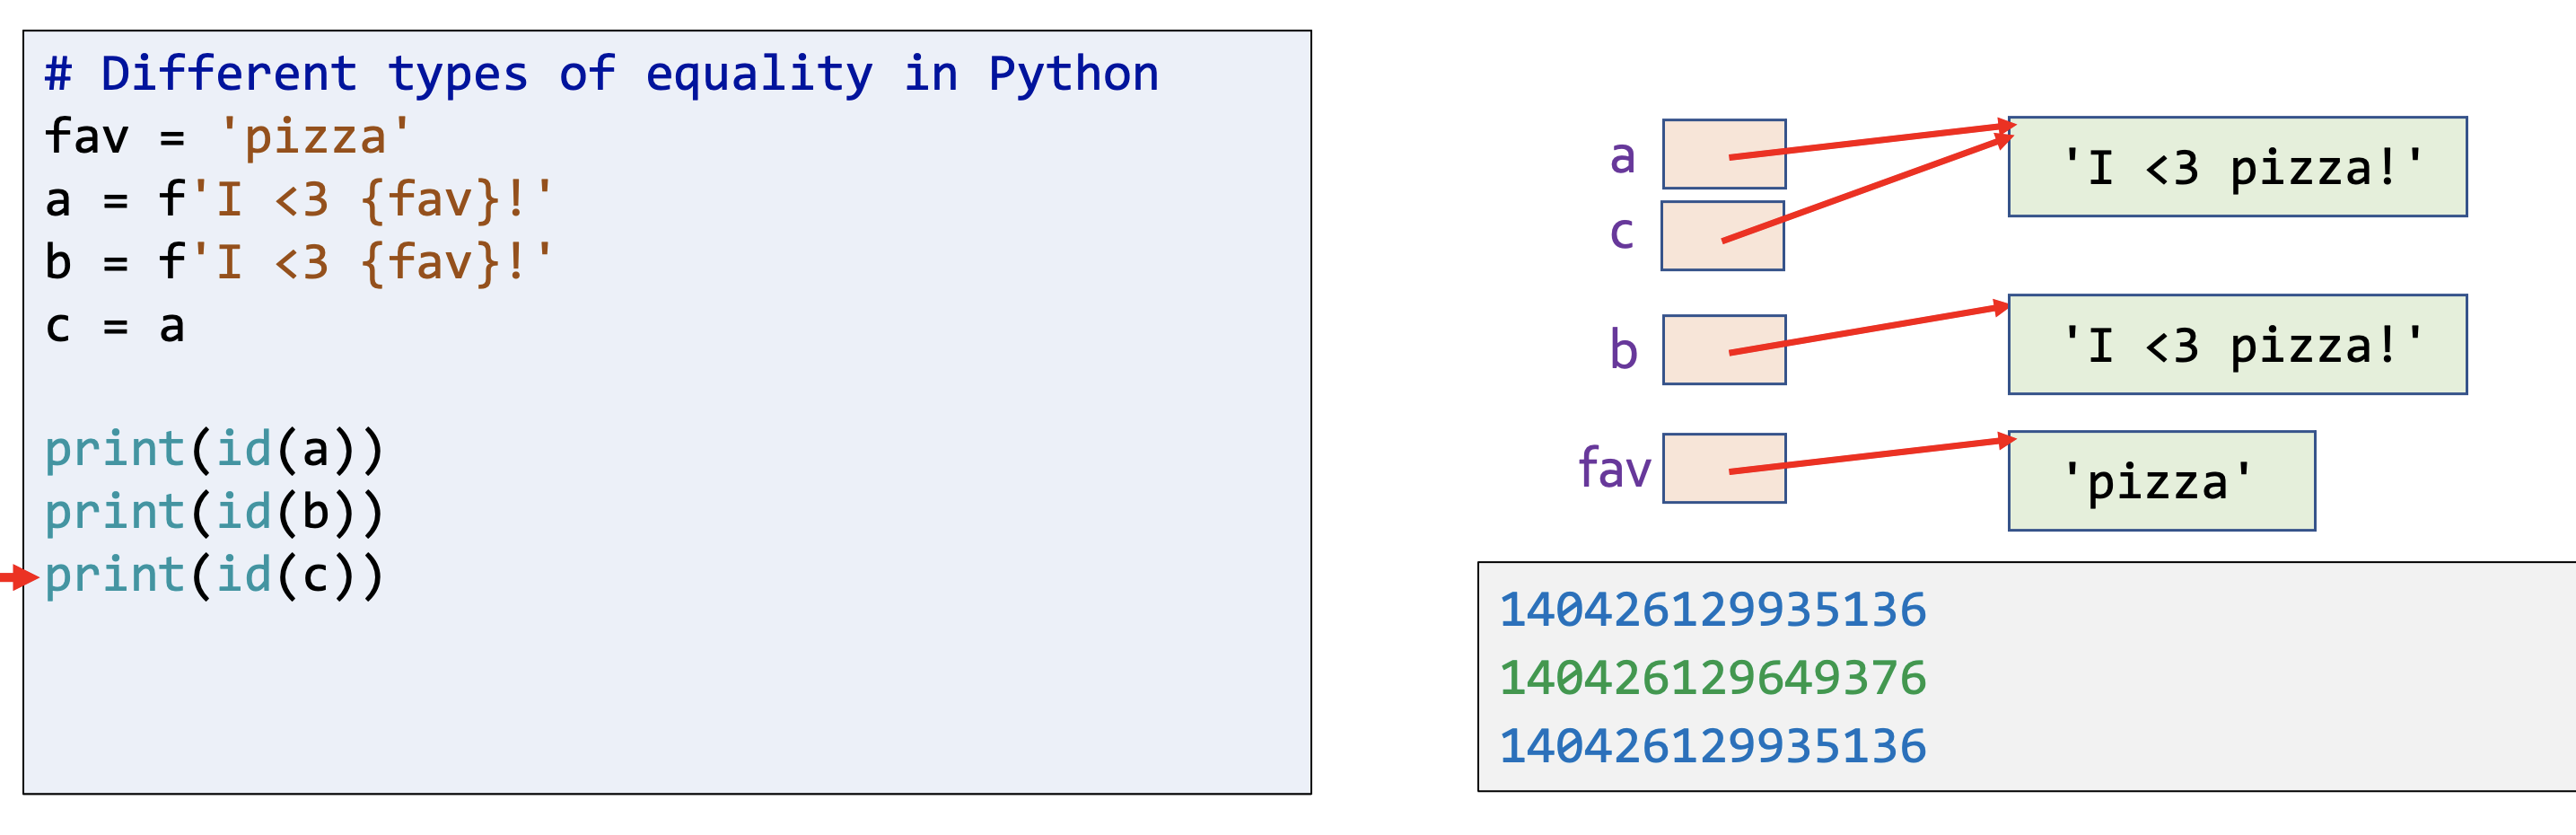 # Different types of equality in Python
fav = 'pizza'
a = f'I <3 {fav}!'
b = f'I <3 {fav}!'
c = a
print(id(a))
print(id(b))
print(id(c))
a
'I <3 pizza!'
c
b
'I <3 pizza!'
fav
'pizza'
140426129935136
140426129649376
140426129935136